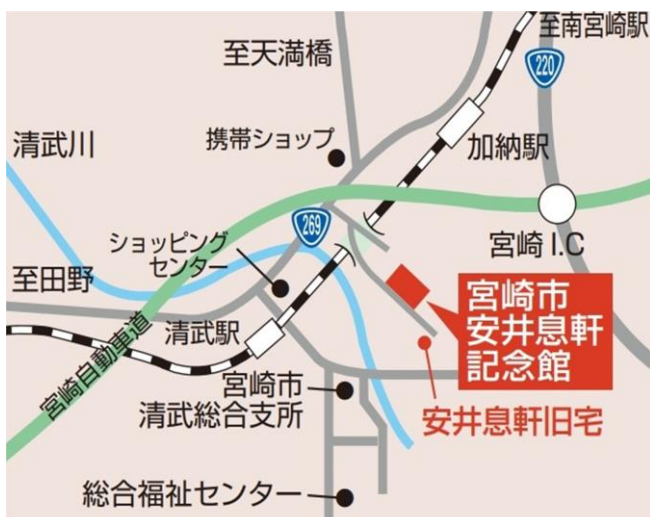 至南宮崎駅
至天満橋
220
清武川
携帯ショップ
加納駅
269
宮崎 I.C
ショッピング
センター
至田野
清武駅
宮崎自動車道
宮崎市
安井息軒
記念館
宮崎市
清武総合支所
安井息軒旧宅
総合福祉センター